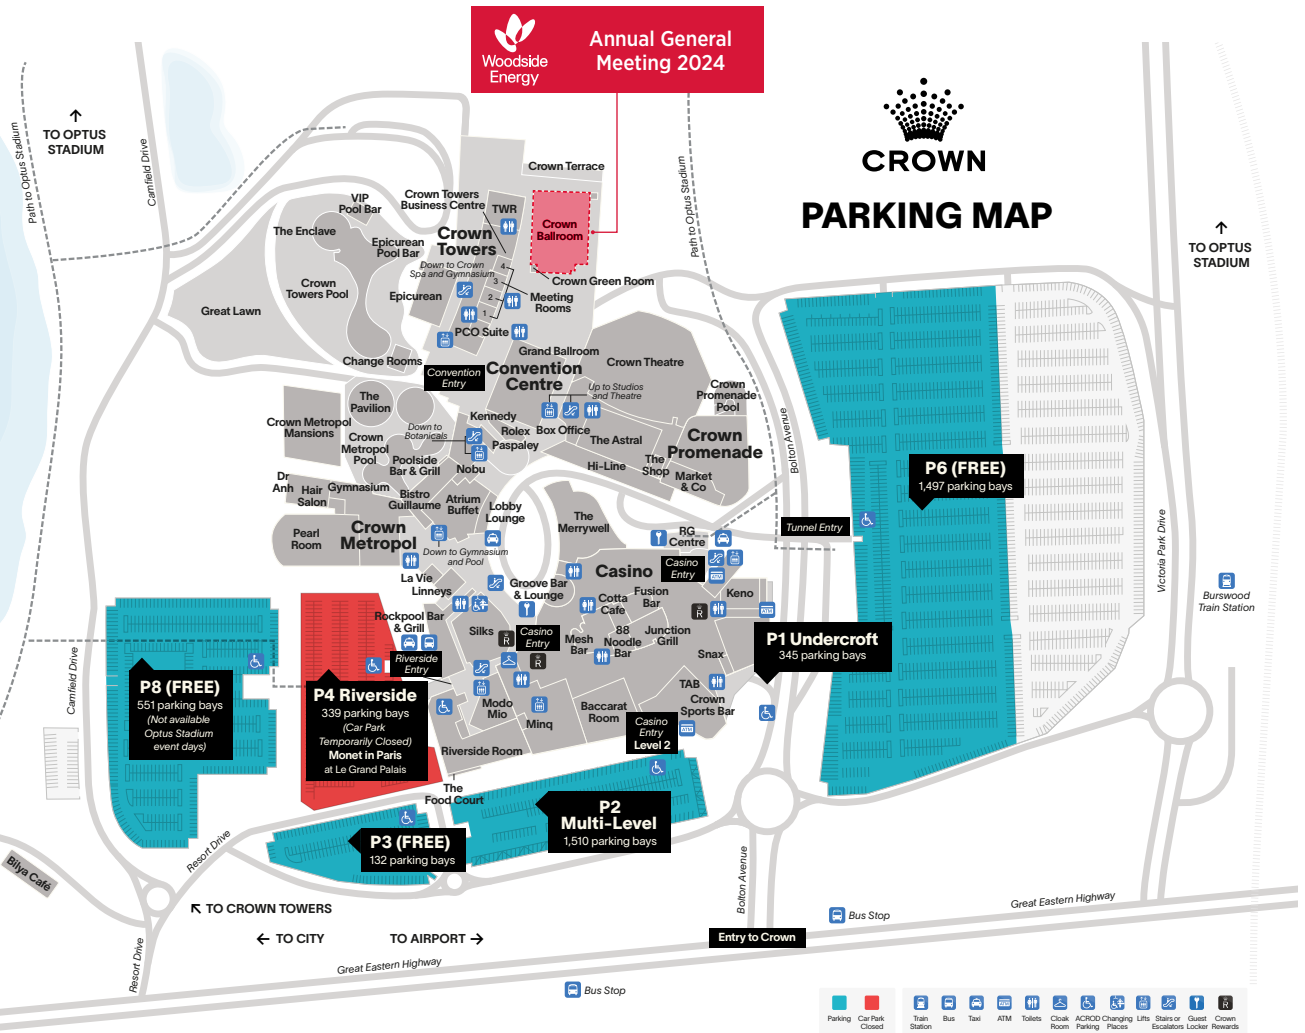 Woodside
Energy
Annual General
Meeting 2024
CROWN
PARKING MAP
TO OPTUS
STADIUM
Path to Optus Stadium
Camfield Drive
Path to Optus Stadium
TO OPTUS
STADIUM
Crown Terrace
Crown Towers
Business Centre
TWR
Crown
Ballroom
VIP
Pool Bar
The Enclave
Epicurean
Pool Bar
Crown
Towers
Down to Crown
Spa and Gymnasium
4
3
2
1
Crown Green Room
Meeting
Rooms
Crown
Towers Pool
Epicurean
Great Lawn
PCO Suite
Change Rooms
Grand Ballroom
Convention
Entry
Convention
Centre
Crown Theatre
Up to Studios
and Theatre
Crown
Promenade
Pool
The
Pavilion
Crown Metropol
Mansions
Crown
Metropol
Pool
Down to
Botanicals
Kennedy
Rolex
Paspaley
Box Office
The Astral
Crown
Promenade
Bolton Avenue
Poolside
Bar & Grill
Nobu
Hi-Line
The
Shop
Market
& Co
P6 (FREE)
1,497 parking bays
Dr
Anh
Hair
Salon
Gymnasium
Bistro
Guillaume
Atrium
Buffet
Lobby
Lounge
Pearl
Room
Crown
Metropol
Down to Gymnasium
and Pool
The
Merrywell
RG
Centre
Tunnel Entry
Victoria Park Drive
Casino
Casino
Entry
La Vie
Linneys
Groove Bar
& Lounge
Cotta
Cafe
Fusion
Bar
Keno
Burswood
Train Station
Rockpool Bar
& Grill
Silks
R
Casino
Entry
R
R
Mesh
Bar
88
Noodle
Bar
Junction
Grill
Snax
P1 Undercroft
345 parking bays
Riverside
Entry
Camfield Drive
P8 (FREE)
551 parking bays
(Not available
Optus Stadium
event days)
P4 Riverside
339 parking bays
(Car Park
Temporarily Closed)
Monet in Paris
at Le Grand Palais
Modo
Mio
Minq
Baccarat
Room
TAB
Crown
Sports Bar
Casino
Entry
Level 2
Riverside Room
The
Food Court
P2
Multi-Level
1,510 parking bays
P3 (FREE)
132 parking bays
Resort Drive
Bilya Café
Bolton Avenue
TO CROWN TOWERS
TO CITY
TO AIRPORT
Entry to Crown
Bus Stop
Great Eastern Highway
Resort Drive
Great Eastern Highway
Bus Stop
Parking
Car Park
Closed
Train
Station
Bus
Taxi
ATM
Toilets
Cloak
Room
ACROD
Parking
Changing
Places
Lifts
Stairs or
Escalators
Guest
Locker
Crown
Rewards